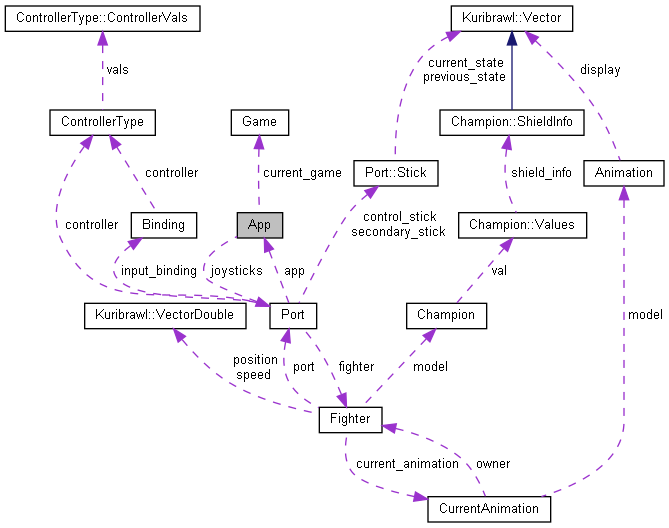 ControllerType::ControllerVals
Kuribrawl::Vector
vals
current_state
previous_state
display
ControllerType
Game
Champion::ShieldInfo
controller
current_game
Port::Stick
shield_info
Animation
controller
Binding
App
control_stick
secondary_stick
Champion::Values
input_binding
joysticks
app
val
Kuribrawl::VectorDouble
Port
Champion
model
position
speed
port
fighter
model
Fighter
current_animation
owner
CurrentAnimation